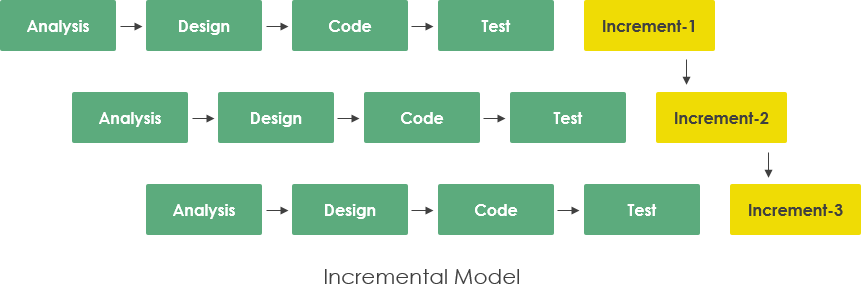 Analysis Design Code Test Increment-1
Analysis Design Code Test Increment-2
Analysis Design Code Test Increment-3
Incremental Model